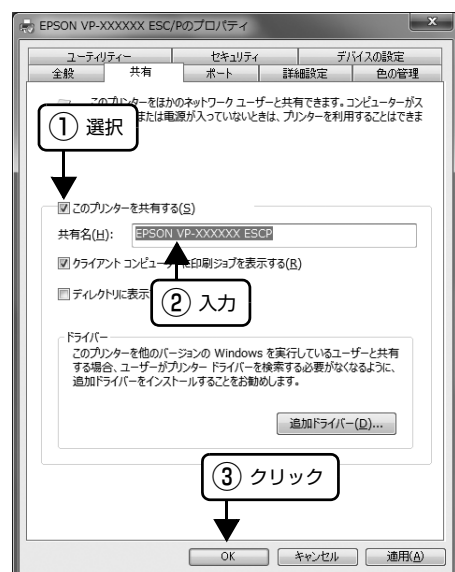 EPSON VP-XXXXXX ESC/Pのプロパティ
ユーティリティー セキュリティ デバイスの設定
全般 共有 ポート 詳細設定 色の管理
このプリンターをほかのネットワーク ユーザーと共有できます。コンピューターがス
または電源が入っていないときは、プリンターを利用することはできま
① 選択
このプリンターを共有する(S)
共有名(H): EPSON VP-XXXXXX ESCP
クライアント コンピューターに印刷ジョブを表示する(R)
ディレクトリに表示
② 入力
ドライバー
このプリンターを他のバージョンの Windows を実行しているユーザーと共有
する場合、ユーザーがプリンター ドライバーを検索する必要がなくなるように、
追加ドライバーをインストールすることをお勧めします。
追加ドライバー(D)...
③ クリック
OK キャンセル 適用(A)